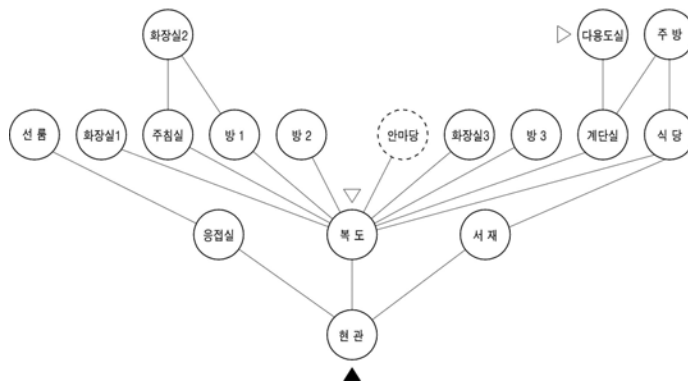 화장실2
다용도실
주 방
선 룸
화장실1
주침실
방 1
방 2
안마당
화장실3
방 3
계단실
식 당
응접실
복 도
서 재
현 관